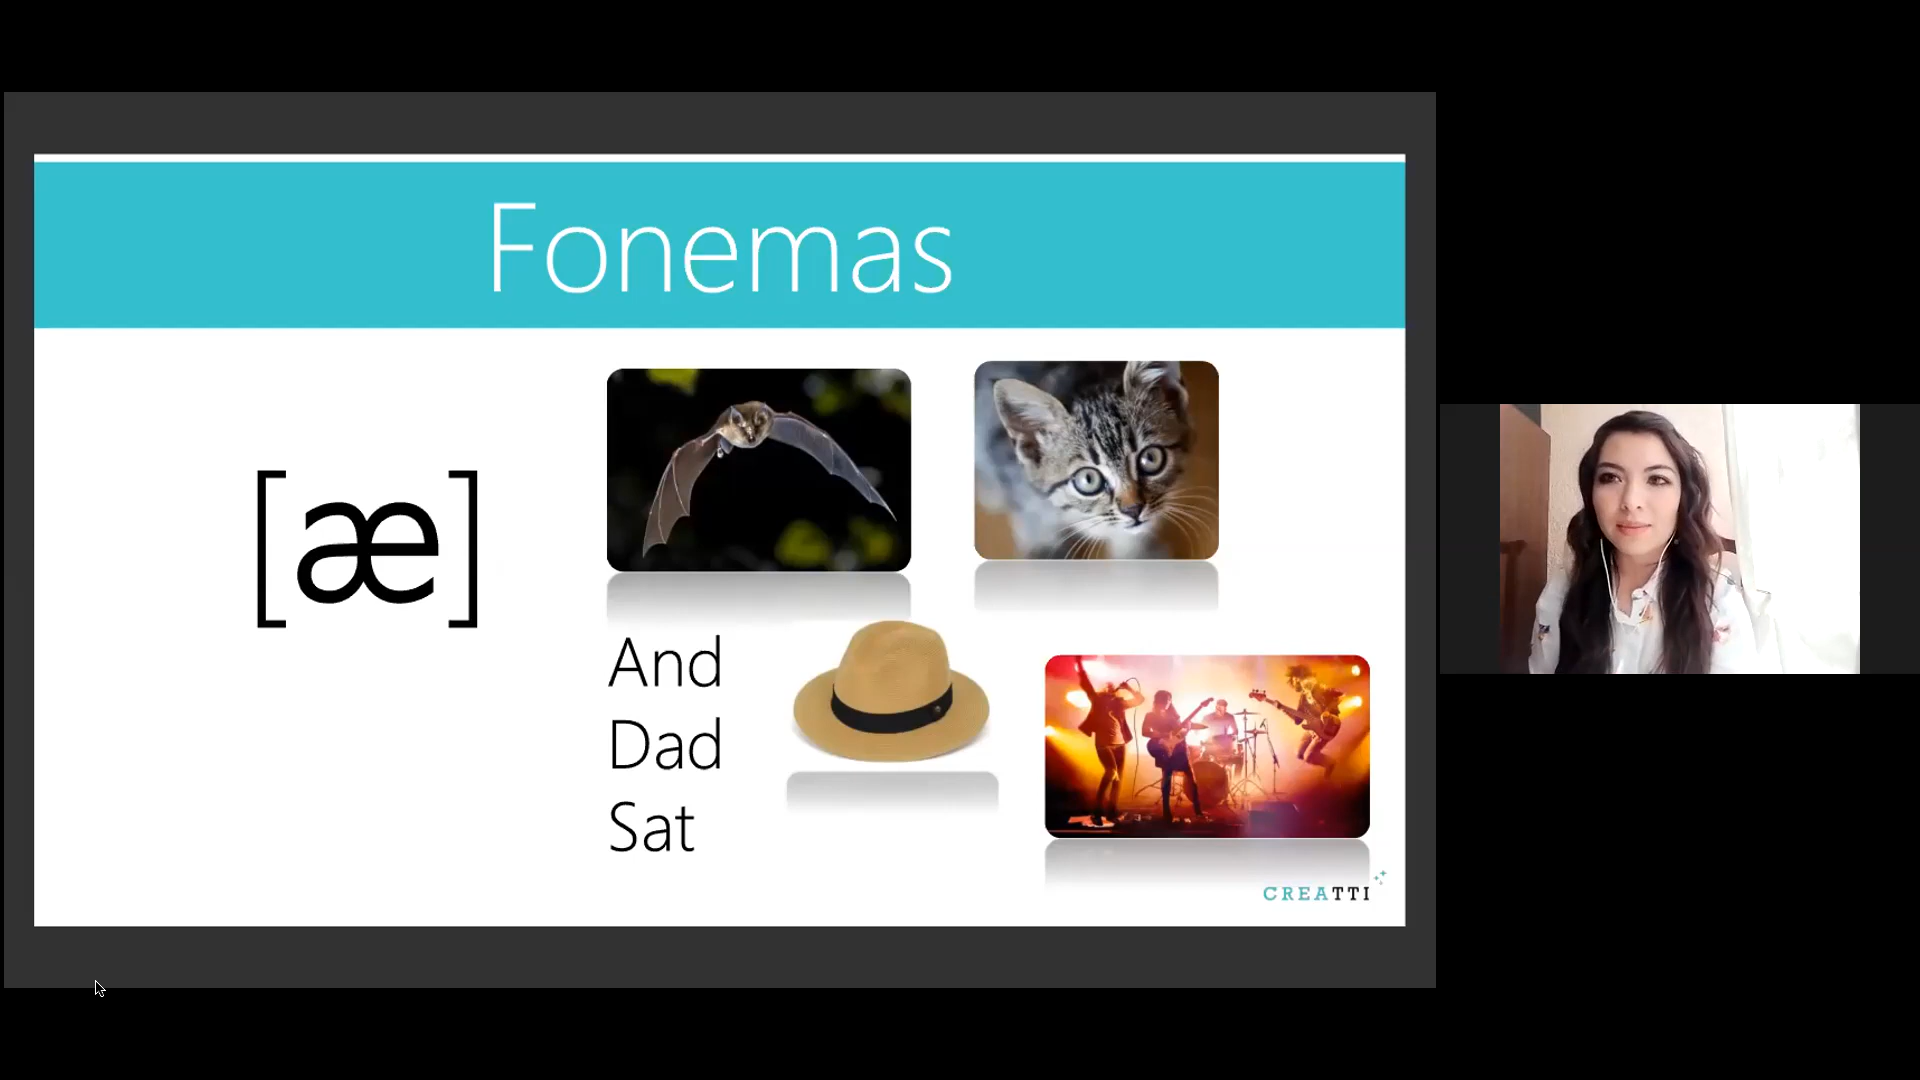 Fonemas
[æ]
And
Dad
Sat
CREATTI